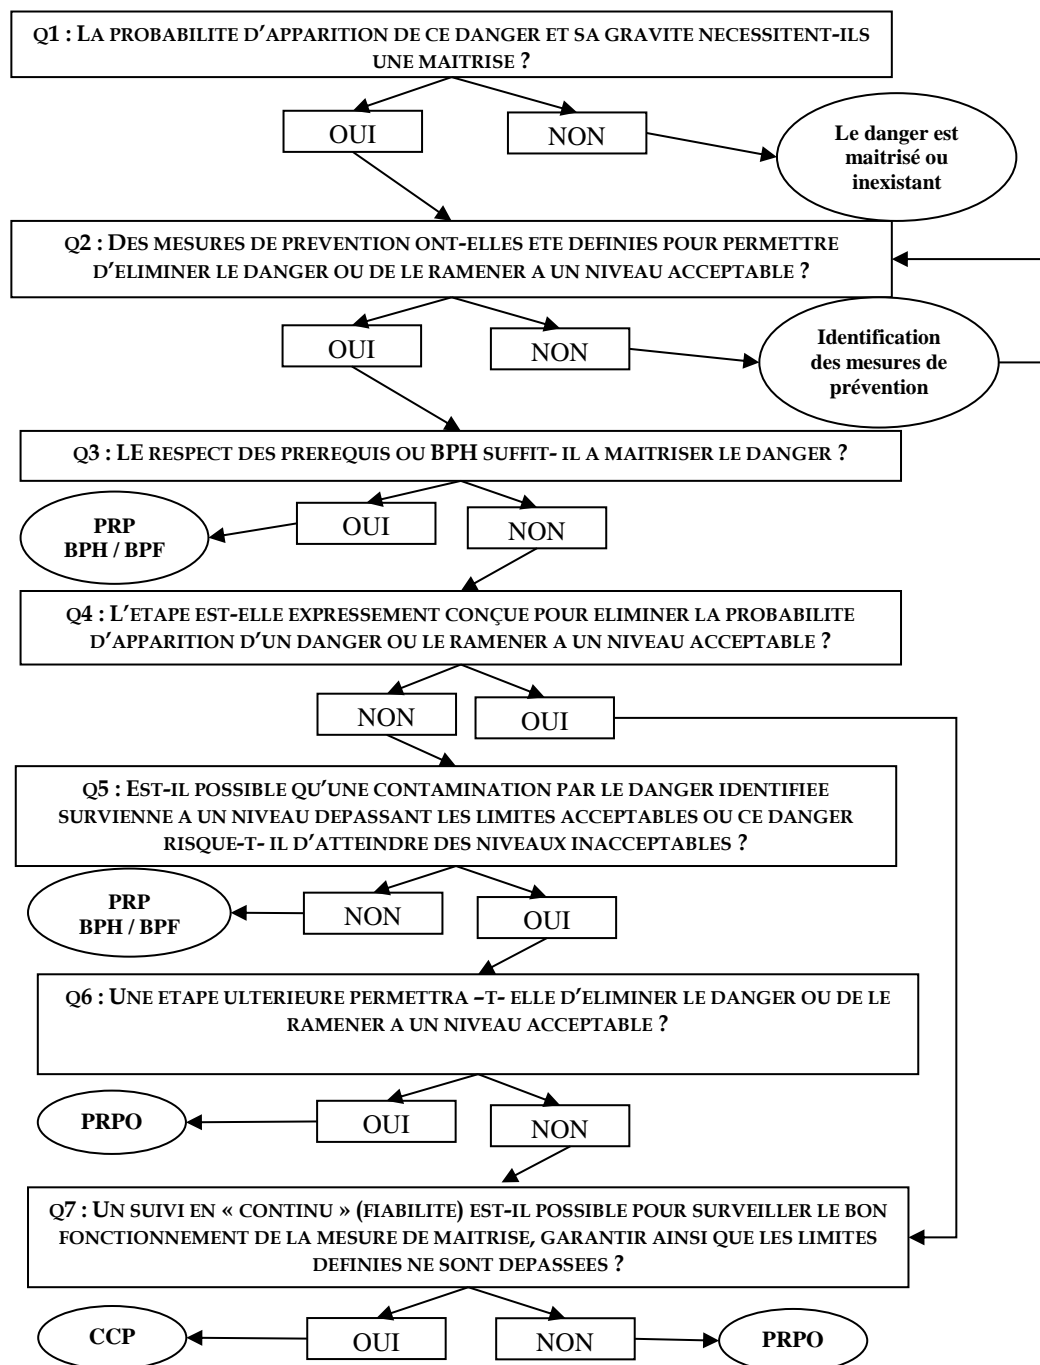 Q1 : LA PROBABILITE D'APPARITION DE CE DANGER ET SA GRAVITE NECESSITENT-ILS
UNE MAITRISE ?
OUI
NON
Le danger est
maitrisé ou
inexistant
Q2 : DES MESURES DE PREVENTION ONT-ELLES ETE DEFINIES POUR PERMETTRE
D'ELIMINER LE DANGER OU DE LE RAMENER A UN NIVEAU ACCEPTABLE ?
OUI
NON
Identification
des mesures de
prévention
Q3 : LE RESPECT DES PREREQUIS OU BPH SUFFIT- IL A MAITRISER LE DANGER ?
PRP
BPH / BPF
OUI
NON
Q4 : L'ETAPE EST-ELLE EXPRESSEMENT CONÇUE POUR ELIMINER LA PROBABILITE
D'APPARITION D'UN DANGER OU LE RAMENER A UN NIVEAU ACCEPTABLE ?
NON
OUI
Q5 : EST-IL POSSIBLE QU'UNE CONTAMINATION PAR LE DANGER IDENTIFIEE
SURVIENNE A UN NIVEAU DEPASSANT LES LIMITES ACCEPTABLES OU CE DANGER
RISQUE-T- IL D'ATTEINDRE DES NIVEAUX INACCEPTABLES ?
PRP
BPH / BPF
NON
OUI
Q6 : UNE ETAPE ULTERIEURE PERMETTRA –T- ELLE D'ELIMINER LE DANGER OU DE LE
RAMENER A UN NIVEAU ACCEPTABLE ?
PRPO
OUI
NON
Q7 : UN SUIVI EN « CONTINU » (FIABILITE) EST-IL POSSIBLE POUR SURVEILLER LE BON
FONCTIONNEMENT DE LA MESURE DE MAITRISE, GARANTIR AINSI QUE LES LIMITES
DEFINIES NE SONT DEPASSEES ?
CCP
OUI
NON
PRPO